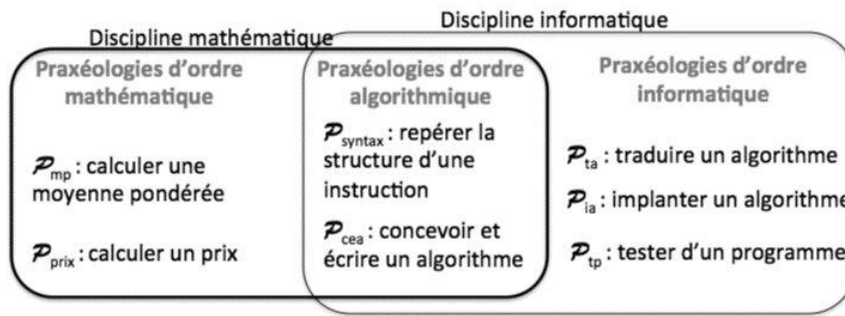 Discipline informatique
Discipline mathématique
Praxéologies d'ordre
mathématique
𝓟mp : calculer une
moyenne pondérée
𝓟prix : calculer un prix
Praxéologies d'ordre
algorithmique
𝓟syntax : repérer la
structure d'une
instruction
𝓟cea : concevoir et
écrire un algorithme
Praxéologies d'ordre
informatique
𝓟ta : traduire un algorithme
𝓟ia : implanter un algorithme
𝓟tp : tester d'un programme